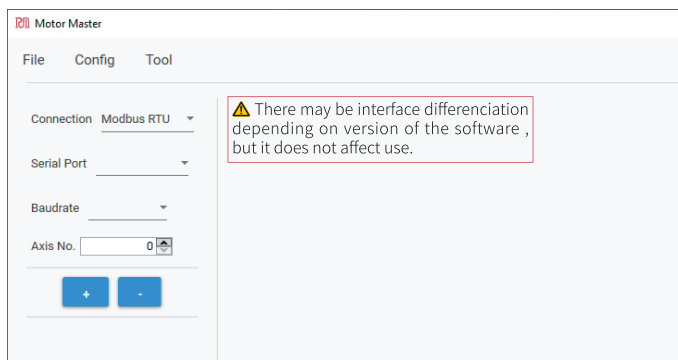 Motor Master
File Config Tool
Connection Modbus RTU
Serial Port
Baudrate
Axis No. 0
+ -
There may be interface differenciation
depending on version of the software ,
but it does not affect use.